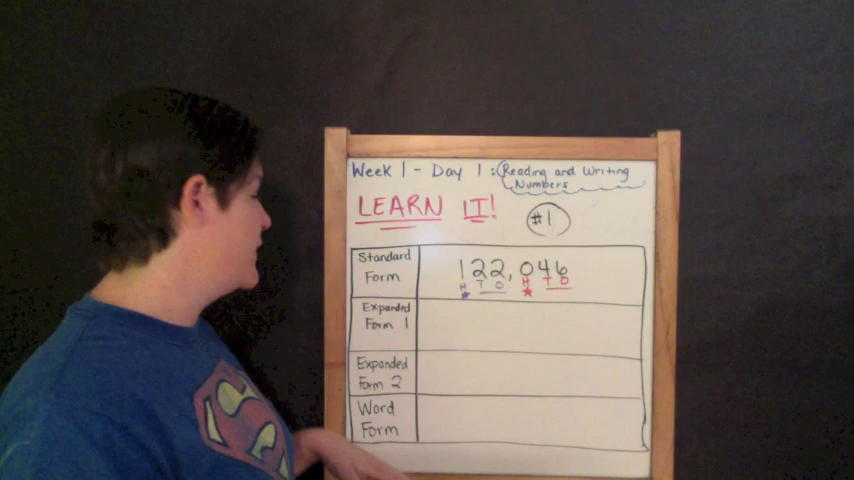 Week 1 - Day 1: Reading and Writing
Numbers
LEARN IT!
#1
Standard
Form
122,046
H T O H T O
Expanded
Form 1
Expanded
Form 2
Word
Form
S